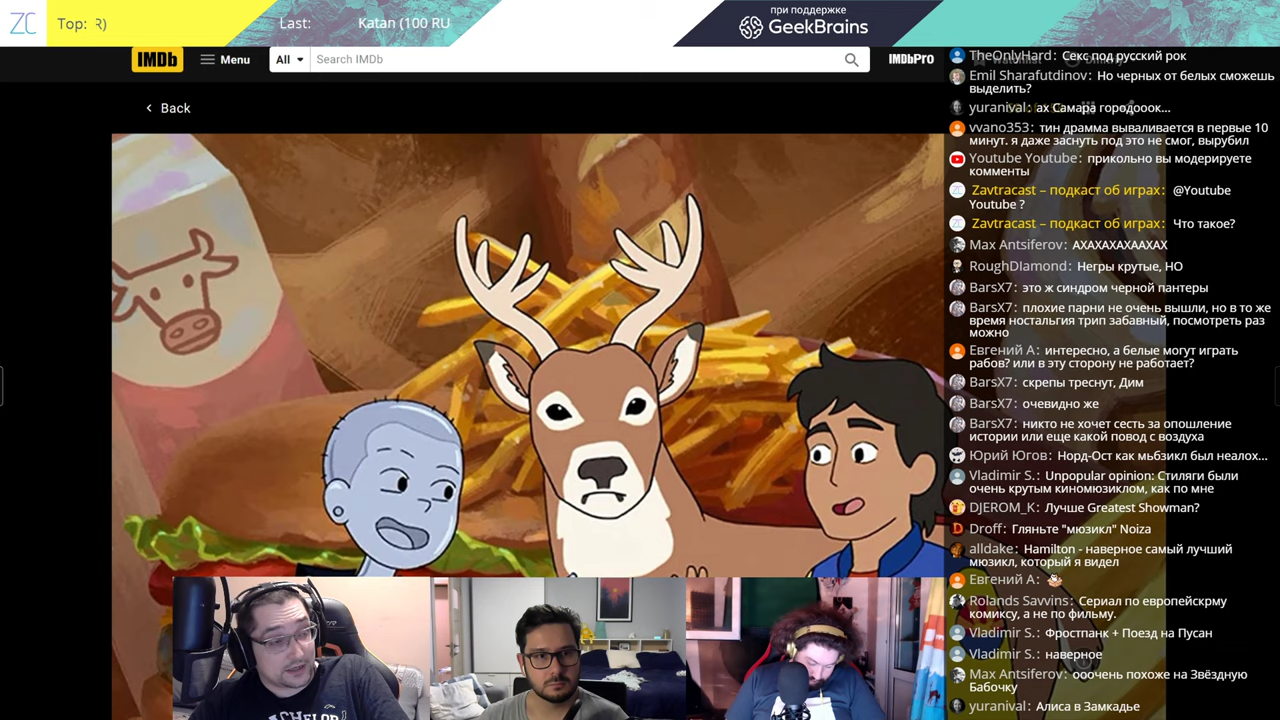 ZC
Top: R)
Last: Katan (100 RU
при поддержке
GeekBrains
IMDb
Menu
All
Search IMDb
IMDbPro
Back
TheOnlyHard: Секс под русский рок
Emil Sharafutdinov: Но черных от белых сможешь
выделить?
yuranival: ах Самара городооок...
vvano353: тин драмма вываливается в первые 10
минут. я даже заснуть под это не смог, вырубил
Youtube Youtube: прикольно вы модерируете
комменты
Zavtracast – подкаст об играх: @Youtube
Youtube ?
Zavtracast – подкаст об играх: Что такое?
Max Antsiferov: АХАХАХАХААХАХ
RoughDIamond: Негры крутые, НО
BarsX7: это ж синдром черной пантеры
BarsX7: плохие парни не очень вышли, но в то же
время ностальгия трип забавный, посмотреть раз
можно
Евгений А: интересно, а белые могут играть
рабов? или в эту сторону не работает?
BarsX7: скрепы треснут, Дим
BarsX7: очевидно же
BarsX7: никто не хочет сесть за опошление
истории или еще какой повод с воздуха
Юрий Югов: Норд-Ост как мьбзикл был неалох...
Vladimir S.: Unpopular opinion: Стиляги были
очень крутым киномюзиклом, как по мне
DJEROM_K: Лучше Greatest Showman?
Droff: Гляньте "мюзикл" Noizа
alldake: Hamilton - наверное самый лучший
мюзикл, который я видел
Евгений А:
Rolands Savvins: Сериал по европейскрму
комиксу, а не по фильму.
Vladimir S.: Фростпанк + Поезд на Пусан
Vladimir S.: наверное
Max Antsiferov: ооочень похоже на Звёздную
Бабочку
yuranival: Алиса в Замкадье